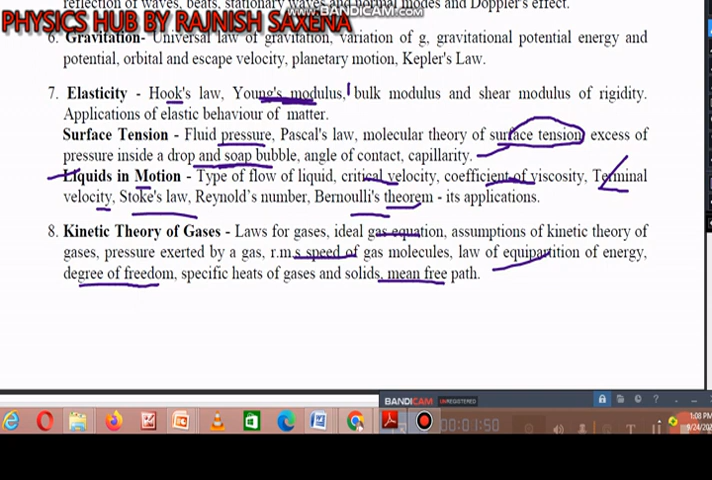 reflection of waves, beats, stationary waves and normal modes and Doppler's effect.
www.BANDICAM.com
PHYSICS HUB BY RAJNISH SAXENA
6. Gravitation- Universal law of gravitation, variation of g, gravitational potential energy and
potential, orbital and escape velocity, planetary motion, Kepler's Law.
7. Elasticity - Hook's law, Young's modulus, bulk modulus and shear modulus of rigidity.
Applications of elastic behaviour of matter.
Surface Tension - Fluid pressure, Pascal's law, molecular theory of surface tension excess of
pressure inside a drop and soap bubble, angle of contact, capillarity.
Liquids in Motion - Type of flow of liquid, critical velocity, coefficient of viscosity, Terminal
velocity, Stoke's law, Reynold's number, Bernoulli's theorem - its applications.
8. Kinetic Theory of Gases - Laws for gases, ideal gas equation, assumptions of kinetic theory of
gases, pressure exerted by a gas, r.m.s speed of gas molecules, law of equipartition of energy,
degree of freedom, specific heats of gases and solids, mean free path.
BANDICAM UNREGISTERED
1:08 PM
00:01:50